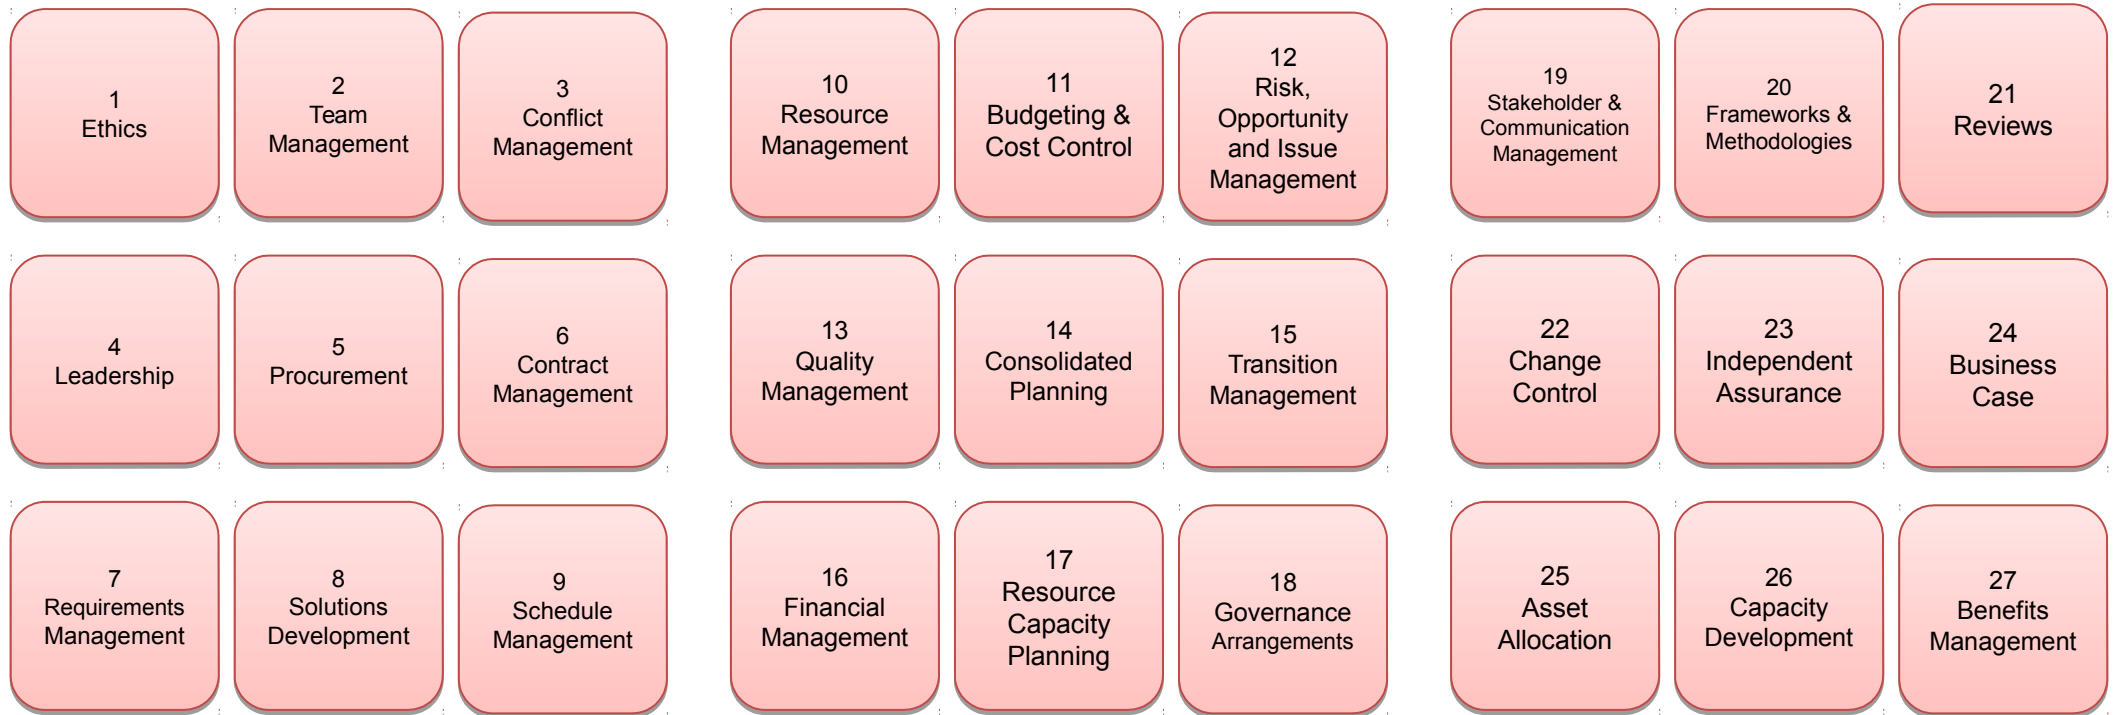 1
Ethics
2
Team
Management
3
Conflict
Management
4
Leadership
5
Procurement
6
Contract
Management
7
Requirements
Management
8
Solutions
Development
9
Schedule
Management
10
Resource
Management
11
Budgeting &
Cost Control
12
Risk,
Opportunity
and Issue
Management
13
Quality
Management
14
Consolidated
Planning
15
Transition
Management
16
Financial
Management
17
Resource
Capacity
Planning
18
Governance
Arrangements
19
Stakeholder &
Communication
Management
20
Frameworks &
Methodologies
21
Reviews
22
Change
Control
23
Independent
Assurance
24
Business
Case
25
Asset
Allocation
26
Capacity
Development
27
Benefits
Management